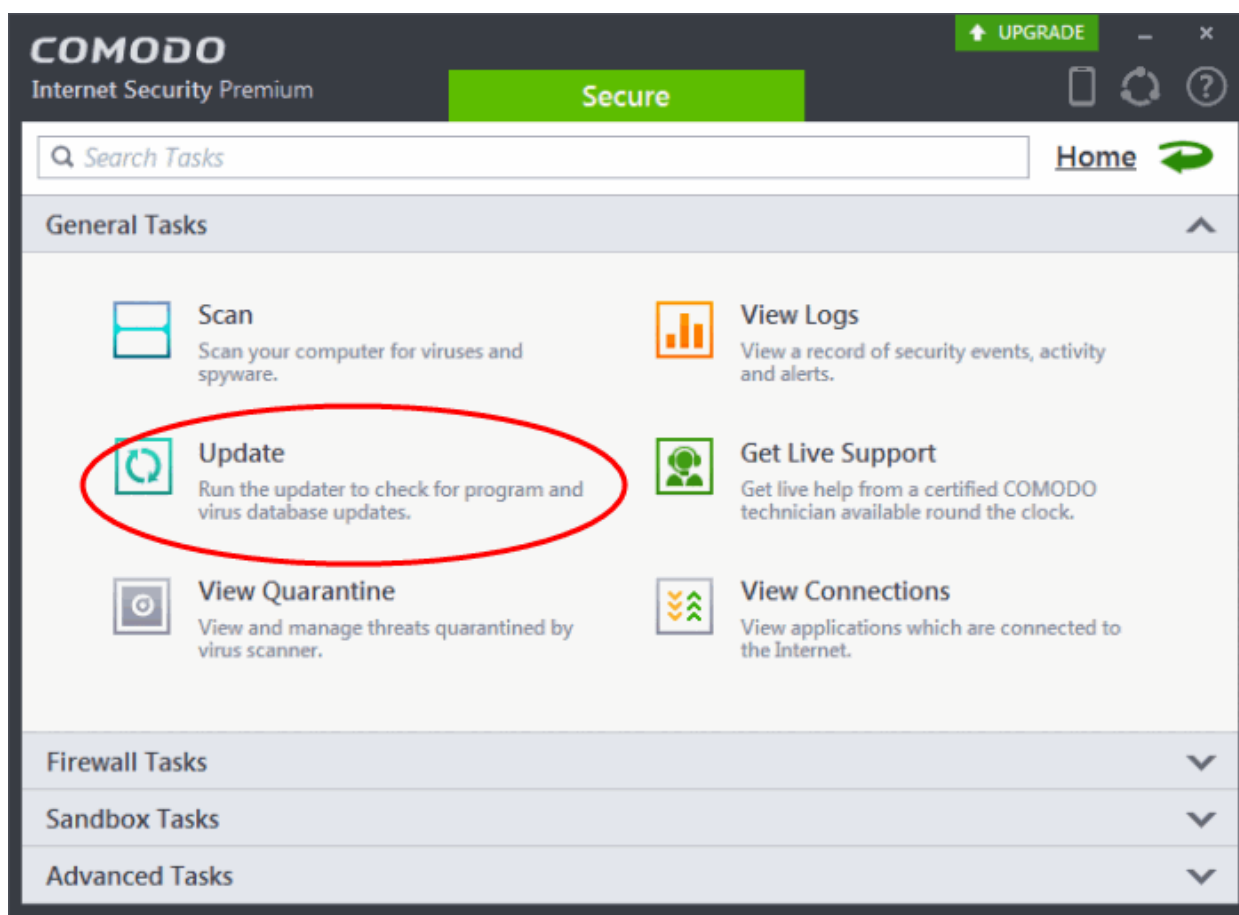 COMODO
Internet Security Premium
UPGRADE
Secure
Search Tasks
Home
General Tasks
Scan
Scan your computer for viruses and
spyware.
View Logs
View a record of security events, activity
and alerts.
Update
Run the updater to check for program and
virus database updates.
Get Live Support
Get live help from a certified COMODO
technician available round the clock.
View Quarantine
View and manage threats quarantined by
virus scanner.
View Connections
View applications which are connected to
the Internet.
Firewall Tasks
Sandbox Tasks
Advanced Tasks